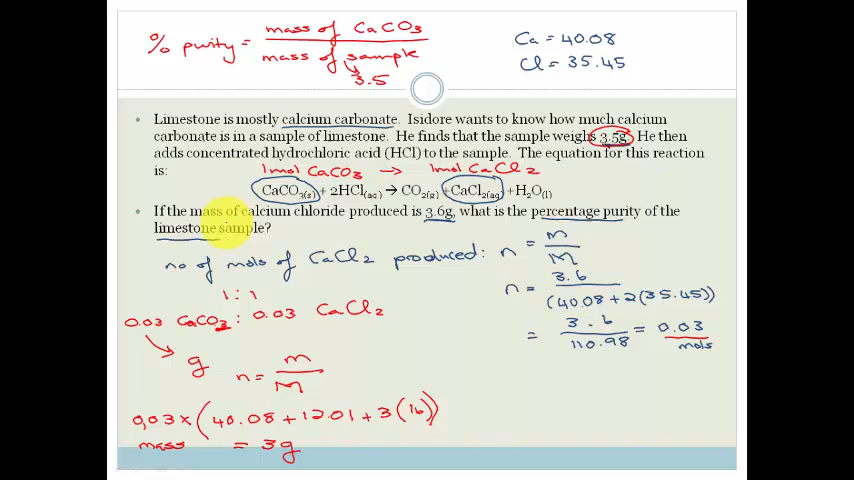 % purity = mass of CaCO3
mass of sample
3.5
Ca = 40.08
Cl = 35.45
Limestone is mostly calcium carbonate. Isidore wants to know how much calcium
carbonate is in a sample of limestone. He finds that the sample weighs 3.5g. He then
adds concentrated hydrochloric acid (HCl) to the sample. The equation for this reaction
is:
1mol CaCO3 → 1mol CaCl2
CaCO3(s) + 2HCl(aq) → CO2(g) +CaCl2(aq) +H2O(l)
If the mass of calcium chloride produced is 3.6g, what is the percentage purity of the
limestone sample?
no of mols of CaCl2 produced: n = m/M
n = 3.6/(40.08 + 2(35.45))
= 3.6/110.98 = 0.03
mols
1 : 1
0.03 CaCO3 : 0.03 CaCl2
g
n = m/M
0.03 × (40.08 + 12.01 + 3(16))
mass = 3g